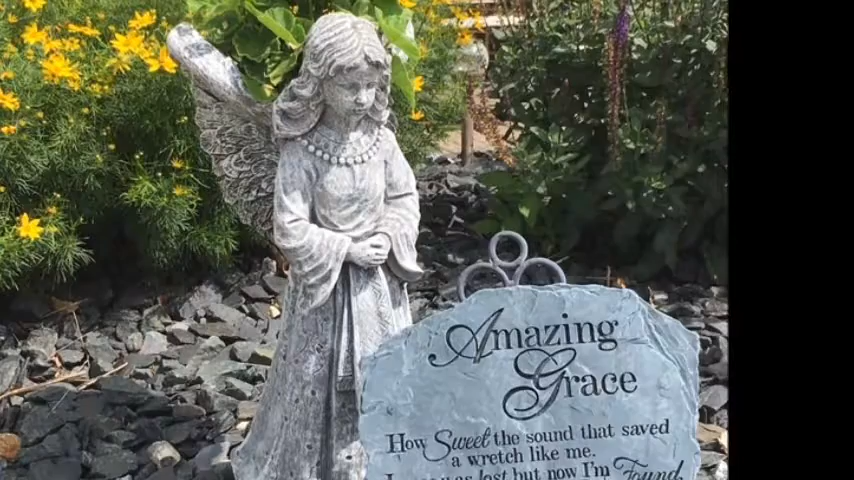 Amazing
Grace
How Sweet the sound that saved
a wretch like me.
lost but now I'm Found